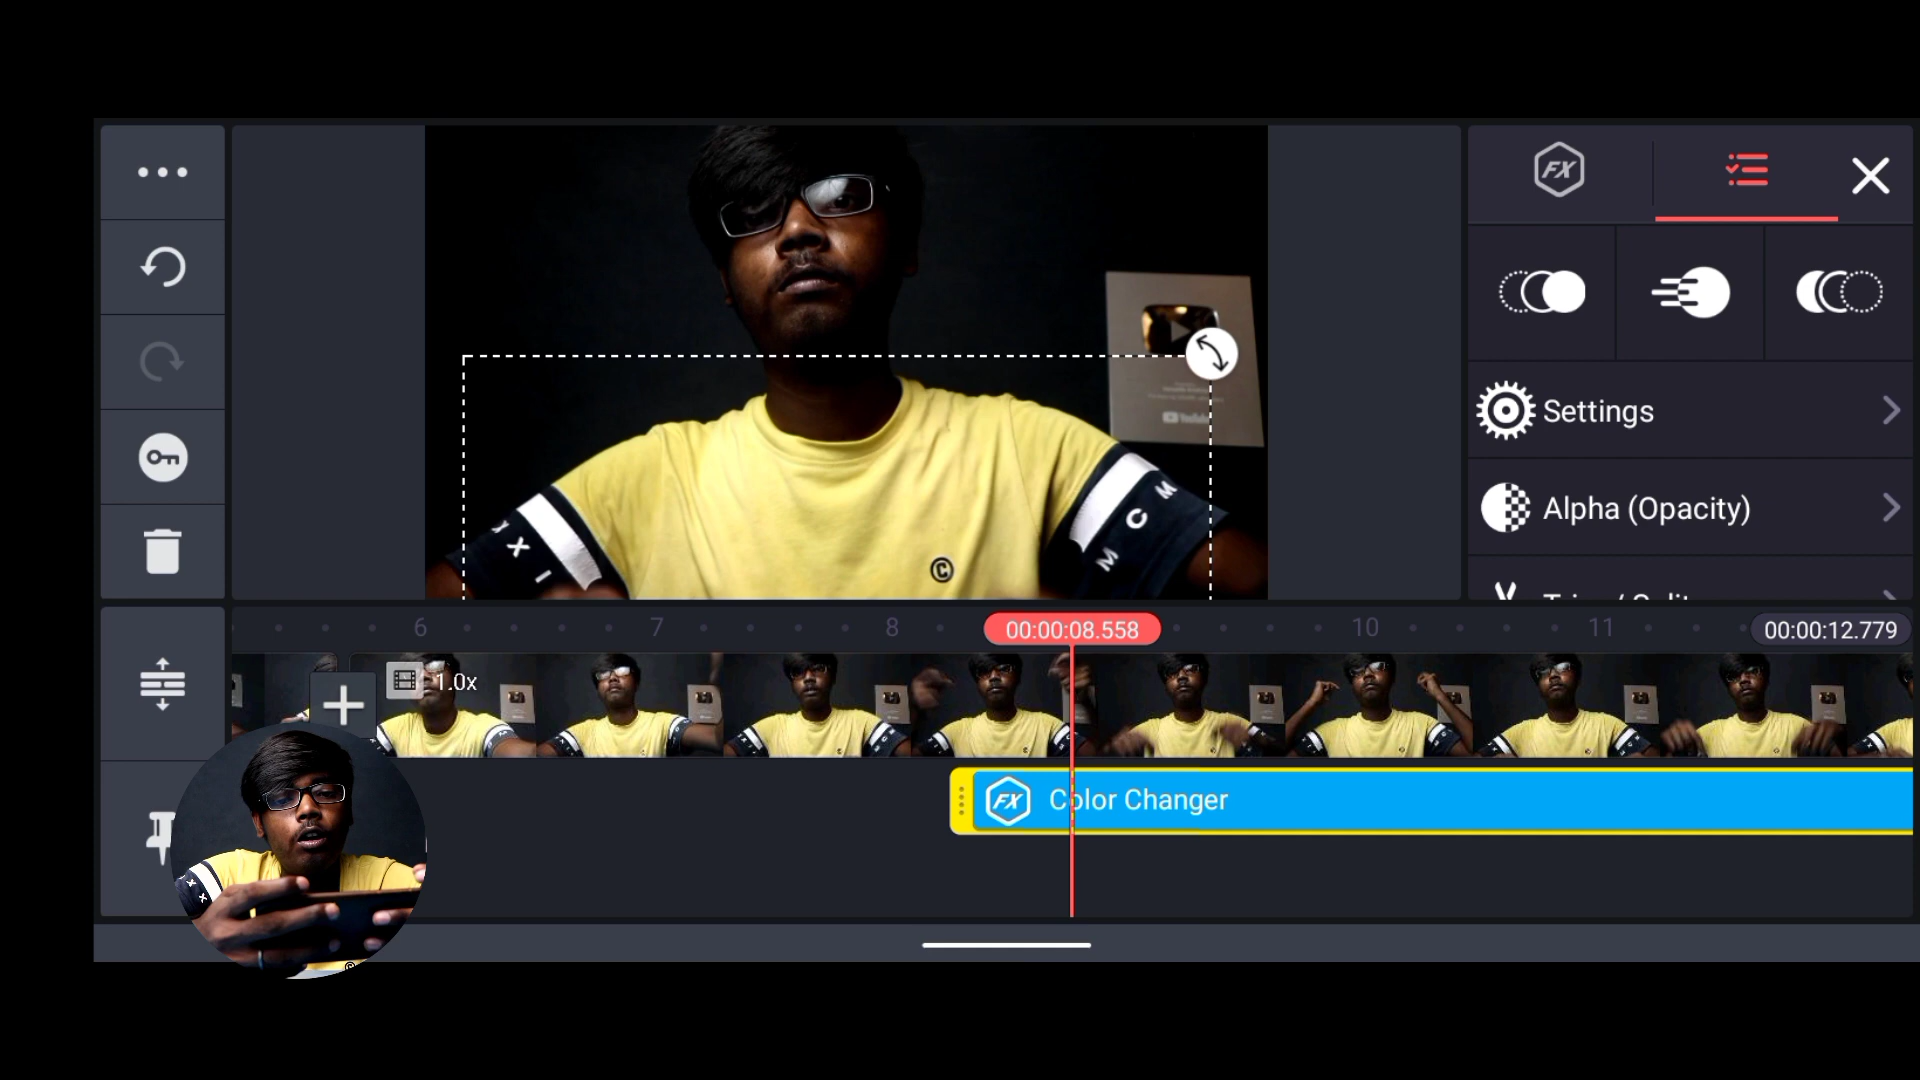 FX
Settings
Alpha (Opacity)
YouTube
X I
M C M
©
6 7 8 00:00:08.558 10 11 00:00:12.779
1.0x
FX Color Changer